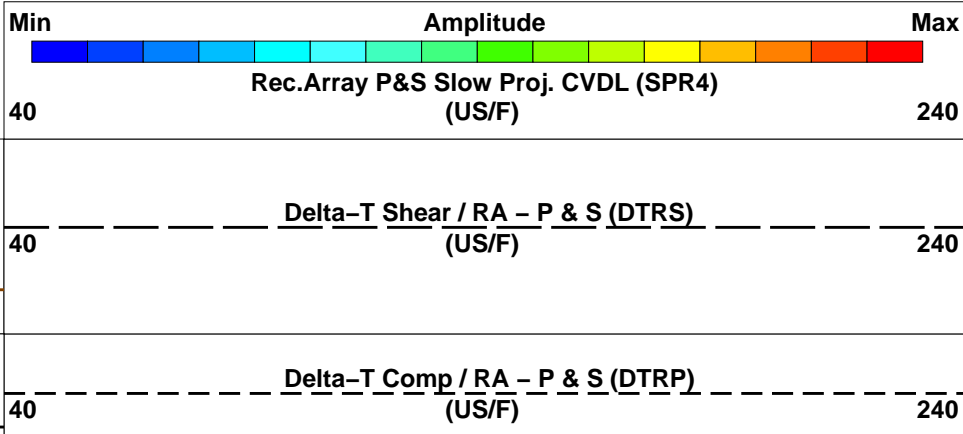 Min Amplitude Max
Rec.Array P&S Slow Proj. CVDL (SPR4)
40 (US/F) 240
Delta−T Shear / RA − P & S (DTRS)
40 (US/F) 240
Delta−T Comp / RA − P & S (DTRP)
40 (US/F) 240